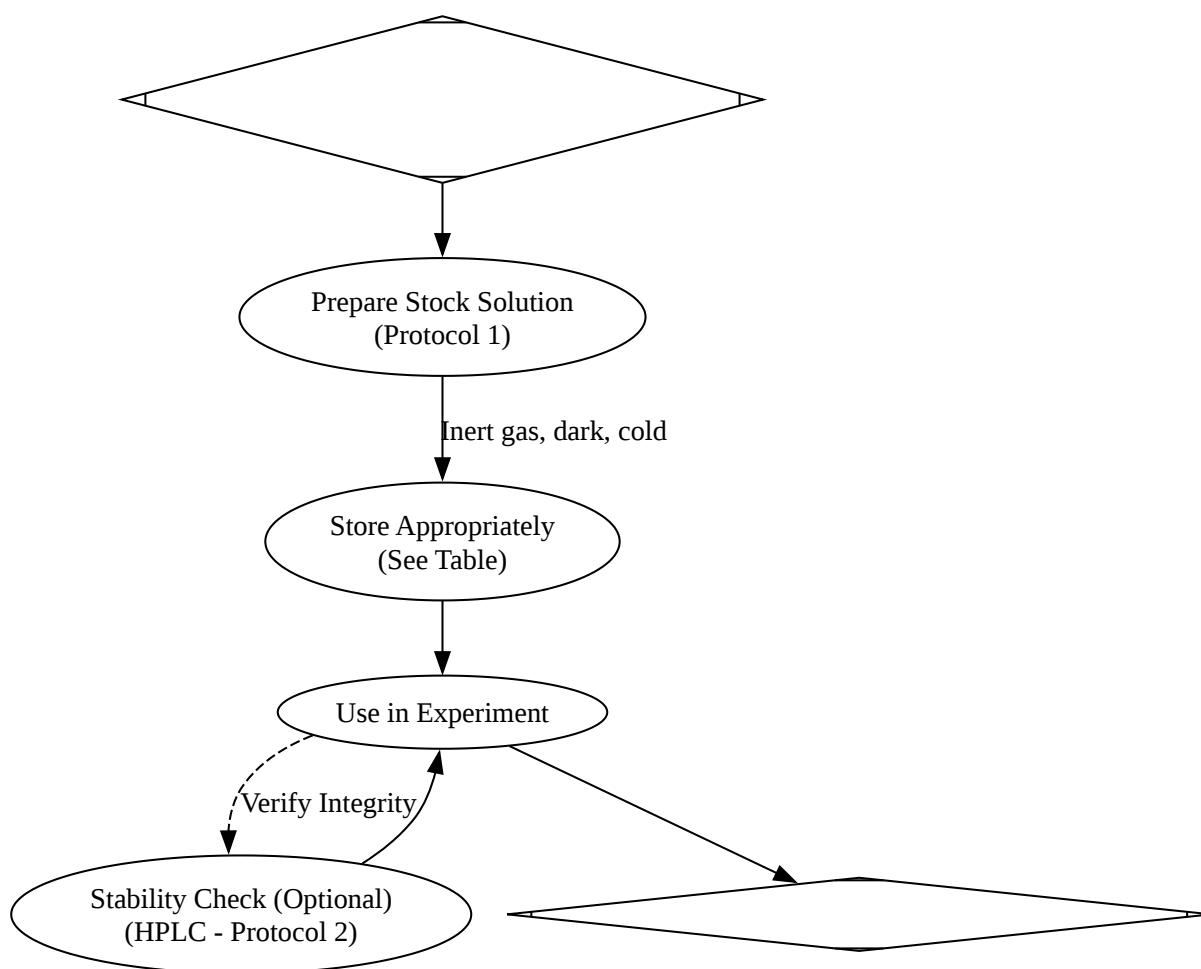 Prepare Stock Solution
(Protocol 1)
Inert gas, dark, cold
Store Appropriately
(See Table)
Use in Experiment
Verify Integrity
Stability Check (Optional)
(HPLC - Protocol 2)